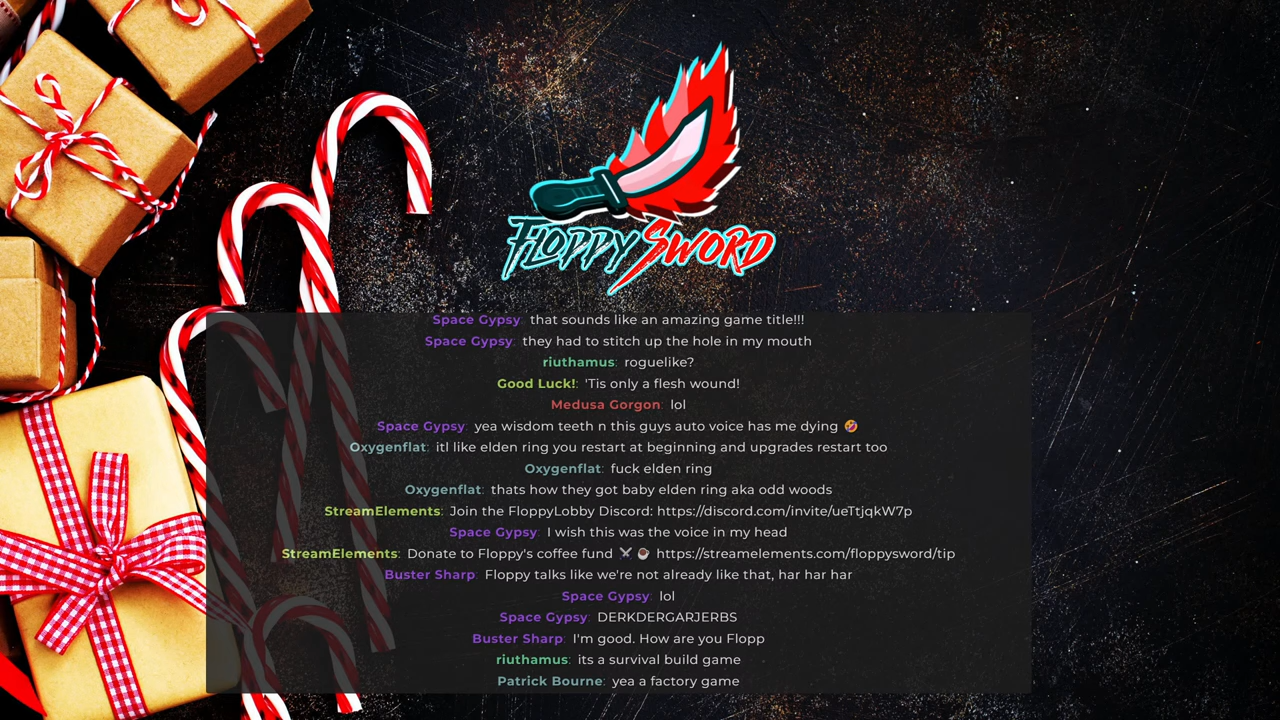 Floppy Sword
Space Gypsy: that sounds like an amazing game title!!!
Space Gypsy: they had to stitch up the hole in my mouth
riuthamus: roguelike?
Good Luck!: 'Tis only a flesh wound!
Medusa Gorgon: lol
Space Gypsy: yea wisdom teeth n this guys auto voice has me dying 🤣
Oxygenflat: itl like elden ring you restart at beginning and upgrades restart too
Oxygenflat: fuck elden ring
Oxygenflat: thats how they got baby elden ring aka odd woods
StreamElements: Join the FloppyLobby Discord: https://discord.com/invite/ueTtjqkW7p
Space Gypsy: I wish this was the voice in my head
StreamElements: Donate to Floppy's coffee fund ⚔️ ☕ https://streamelements.com/floppysword/tip
Buster Sharp: Floppy talks like we're not already like that, har har har
Space Gypsy: lol
Space Gypsy: DERKDERGARJERBS
Buster Sharp: I'm good. How are you Flopp
riuthamus: its a survival build game
Patrick Bourne: yea a factory game